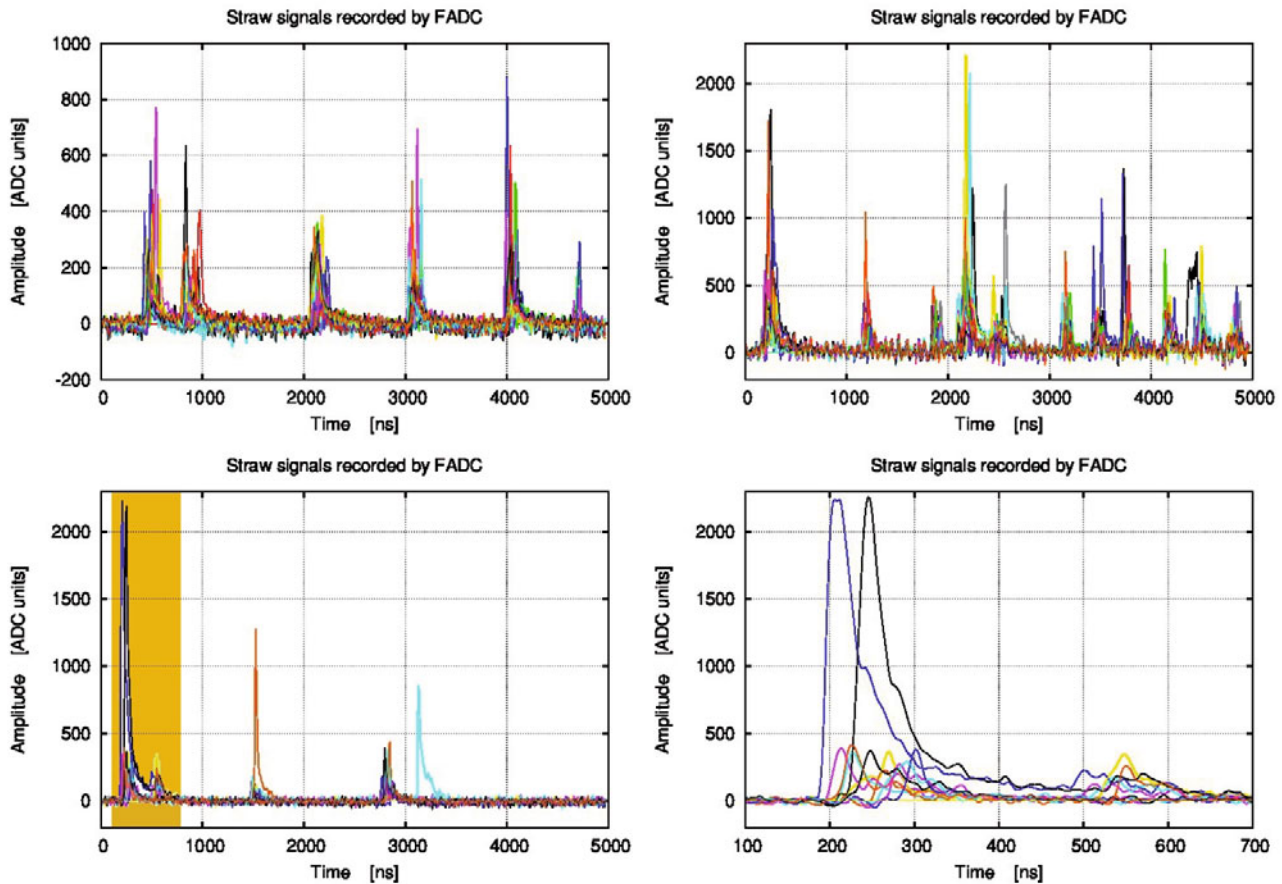 Straw signals recorded by FADC
1000
800
600
400
200
0
-200
Amplitude [ADC units]
0 1000 2000 3000 4000 5000
Time [ns]
Straw signals recorded by FADC
2000
1500
1000
500
0
Amplitude [ADC units]
0 1000 2000 3000 4000 5000
Time [ns]
Straw signals recorded by FADC
2000
1500
1000
500
0
Amplitude [ADC units]
0 1000 2000 3000 4000 5000
Time [ns]
Straw signals recorded by FADC
2000
1500
1000
500
0
Amplitude [ADC units]
100 200 300 400 500 600 700
Time [ns]